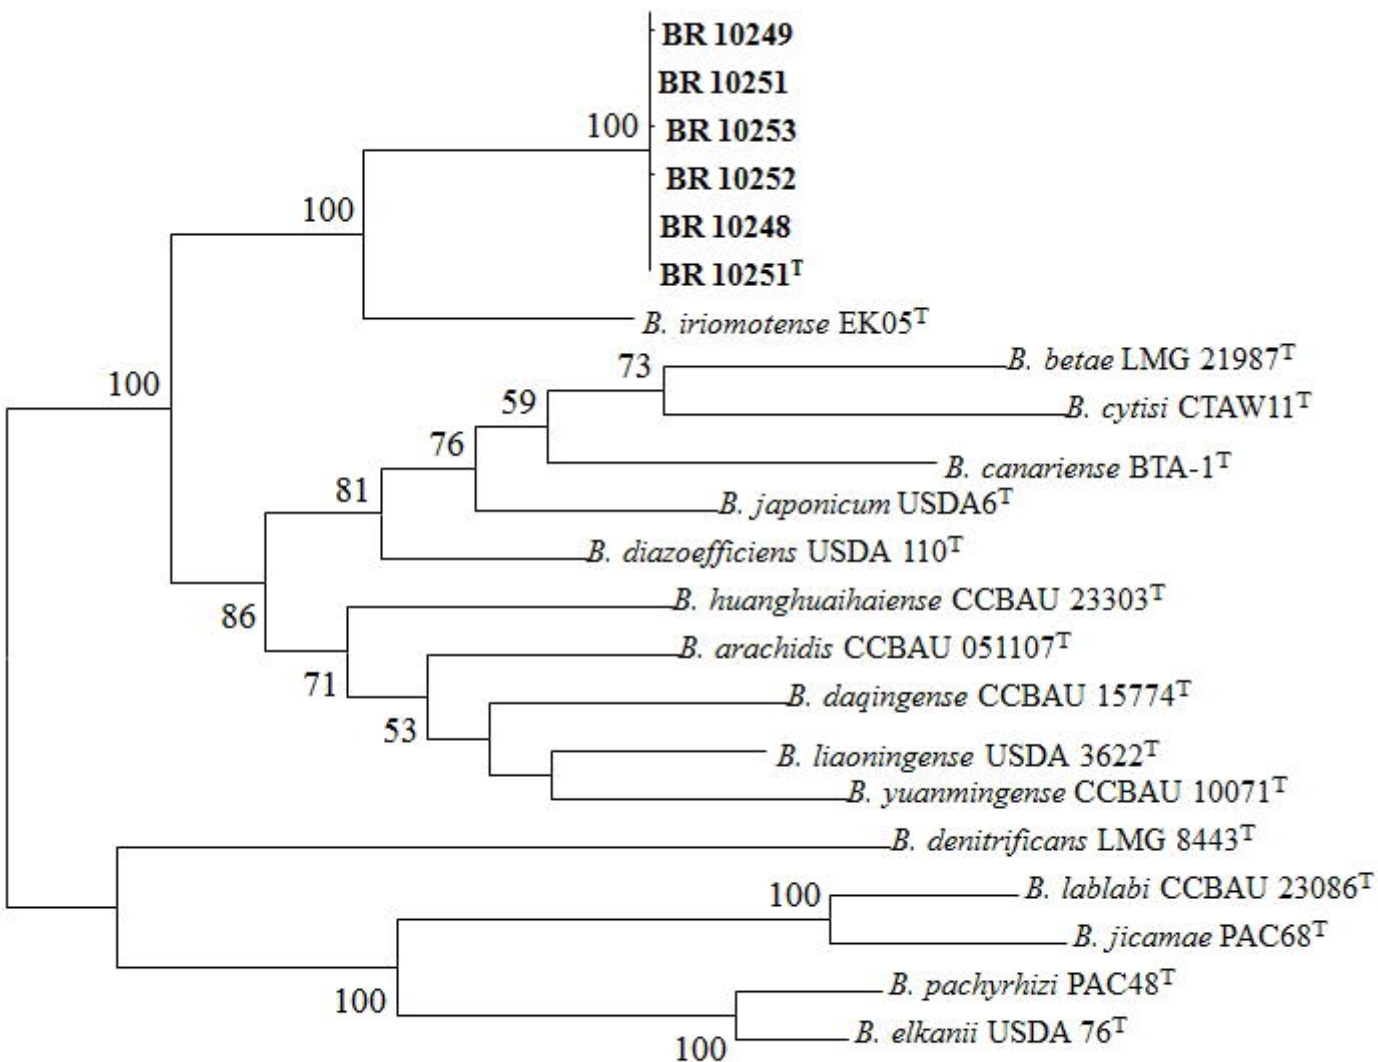 BR 10249
BR 10251
100
BR 10253
BR 10252
100
BR 10248
BR 10251ᵀ
B. iriomotense EK05ᵀ
73
B. betae LMG 21987ᵀ
100
59
B. cytisi CTAW11ᵀ
76
B. canariense BTA-1ᵀ
81
B. japonicum USDA6ᵀ
B. diazoefficiens USDA 110ᵀ
B. huanghuaihaiense CCBAU 23303ᵀ
86
B. arachidis CCBAU 051107ᵀ
71
B. daqingense CCBAU 15774ᵀ
53
B. liaoningense USDA 3622ᵀ
B. yuanmingense CCBAU 10071ᵀ
B. denitrificans LMG 8443ᵀ
100
B. lablabi CCBAU 23086ᵀ
B. jicamae PAC68ᵀ
B. pachyrhizi PAC48ᵀ
100
B. elkanii USDA 76ᵀ
100